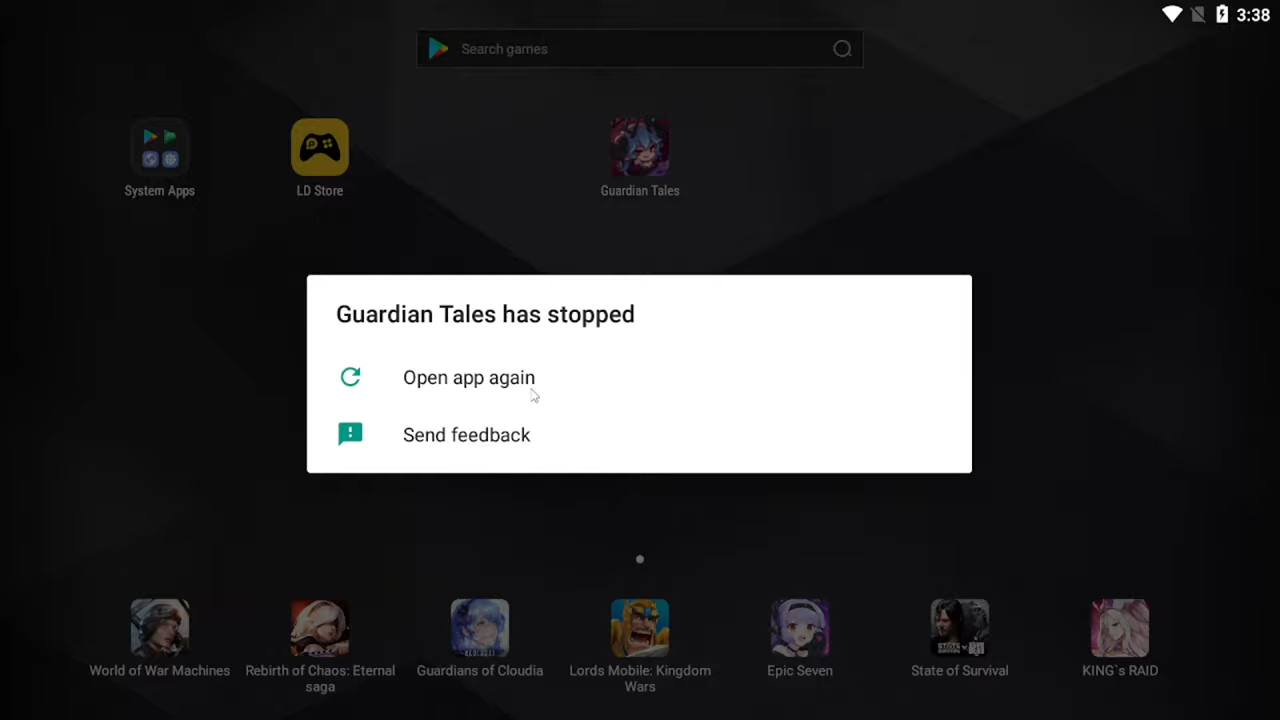 3:38
Search games
System Apps
LD Store
Guardian Tales
Guardian Tales has stopped
Open app again
Send feedback
World of War Machines
Rebirth of Chaos: Eternal
saga
Guardians of Cloudia
Lords Mobile: Kingdom
Wars
Epic Seven
State of Survival
KING`s RAID